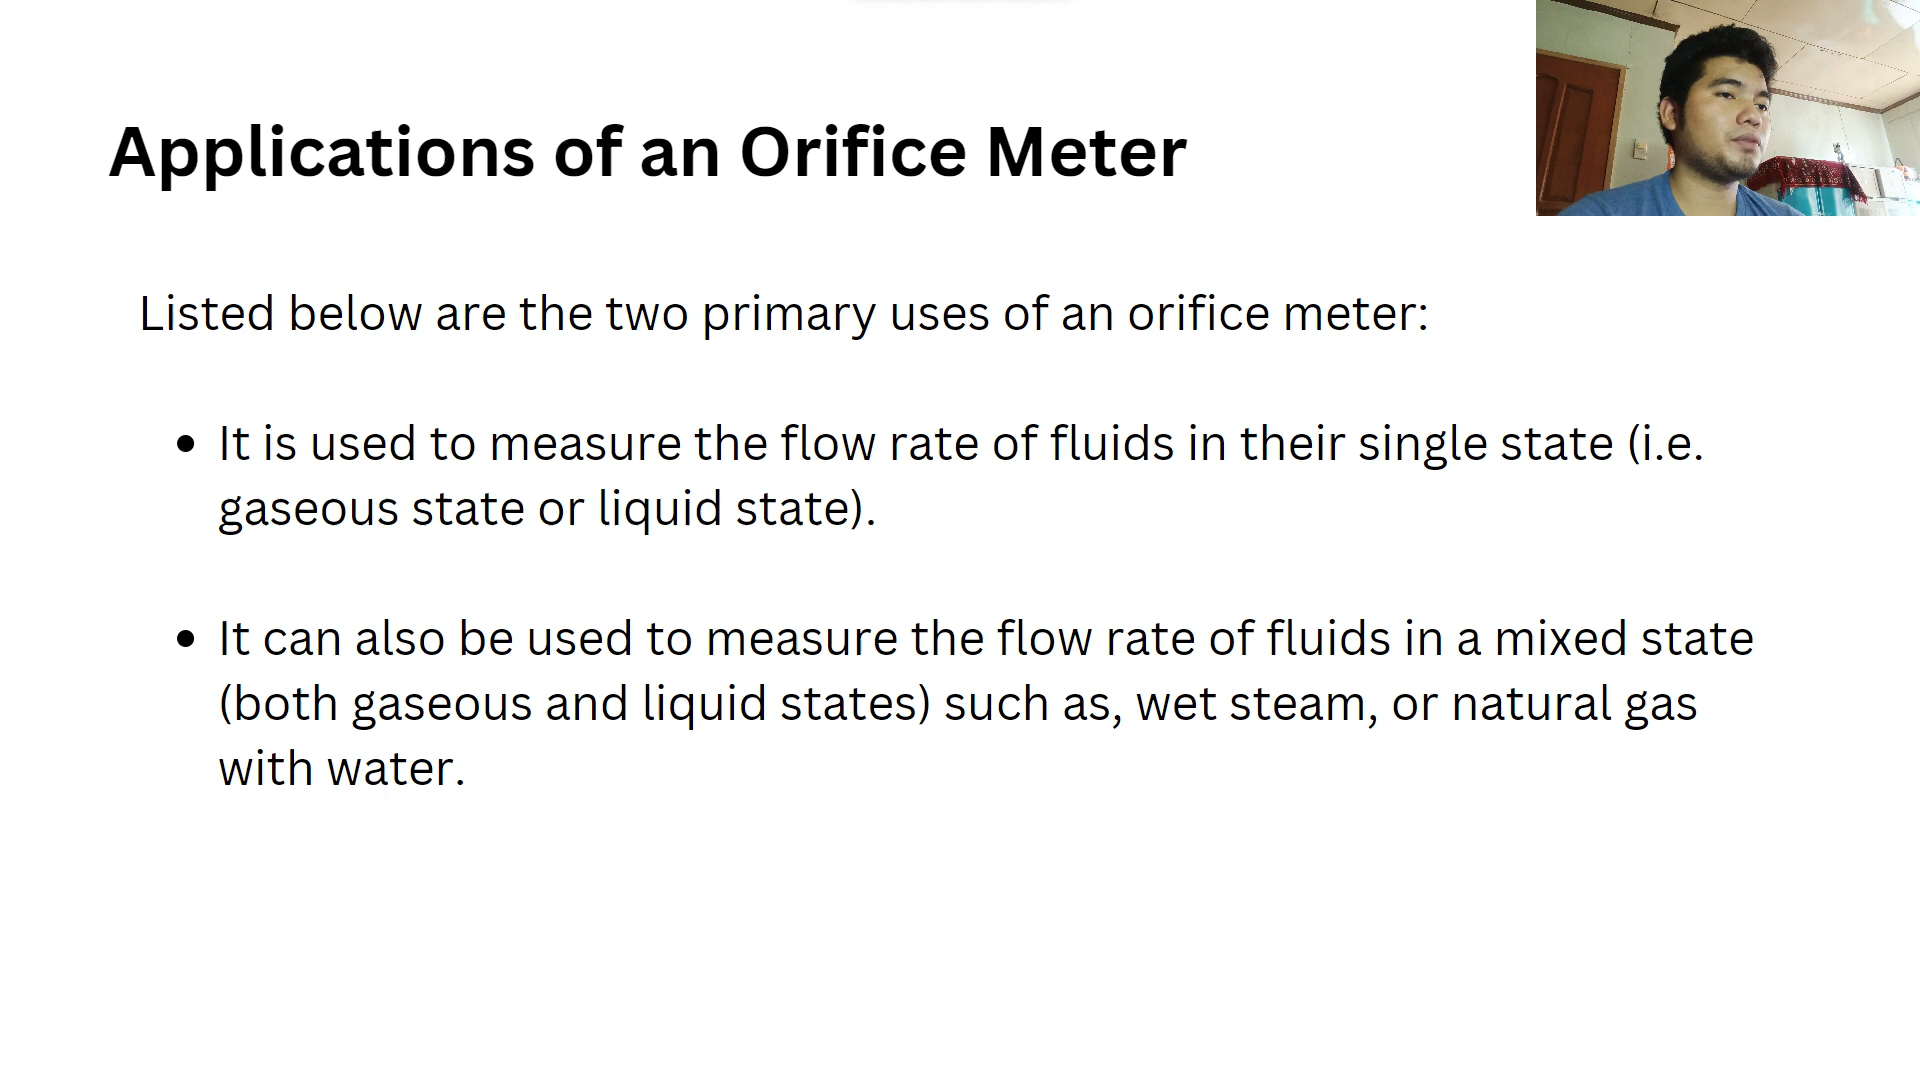 Applications of an Orifice Meter
Listed below are the two primary uses of an orifice meter:
• It is used to measure the flow rate of fluids in their single state (i.e.
gaseous state or liquid state).
• It can also be used to measure the flow rate of fluids in a mixed state
(both gaseous and liquid states) such as, wet steam, or natural gas
with water.